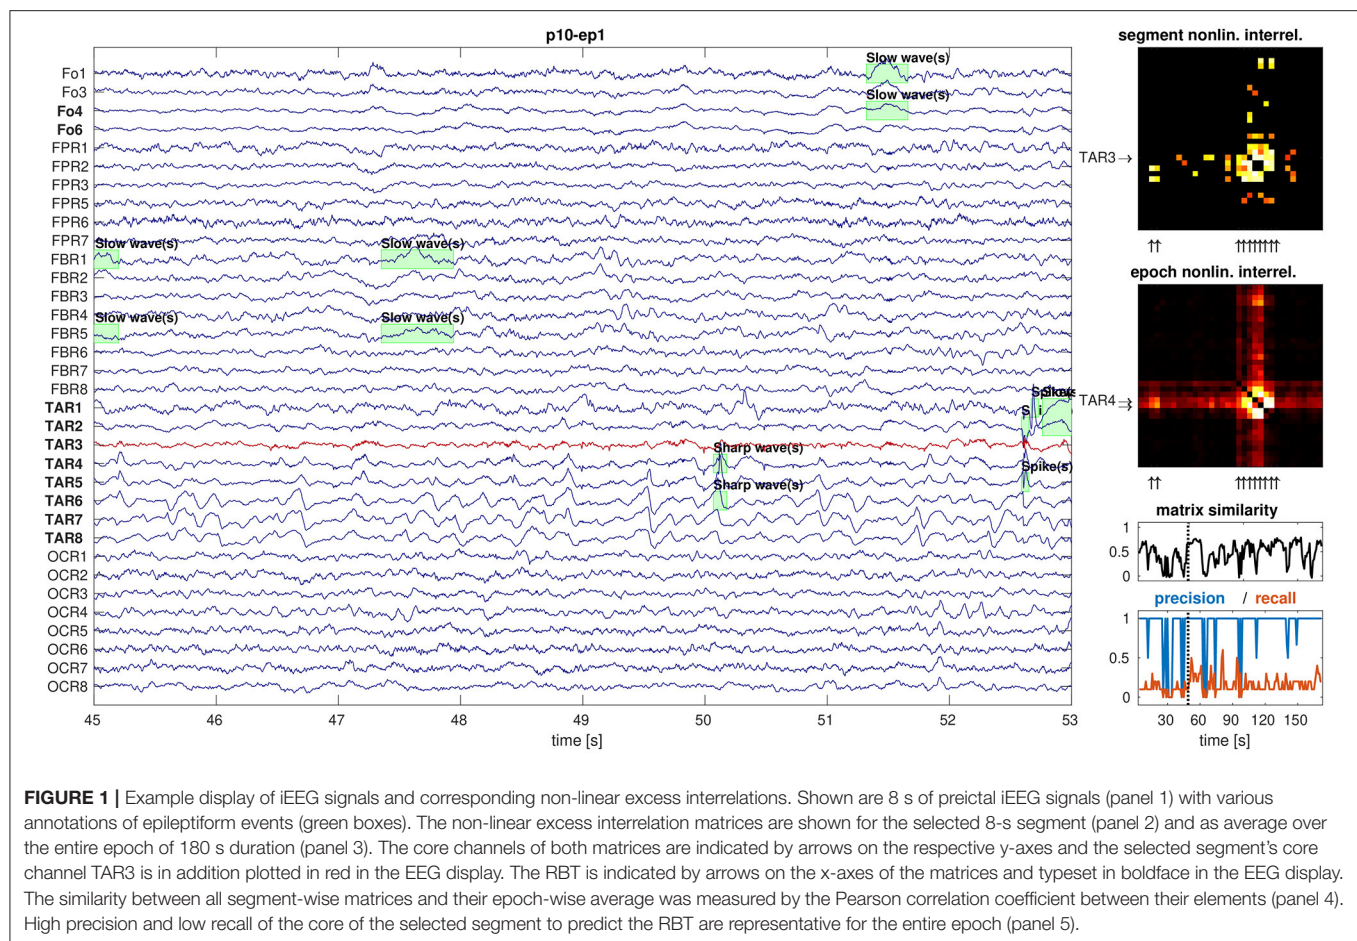 p10-ep1
Fo1
Fo3
Fo4
Fo6
FPR1
FPR2
FPR3
FPR5
FPR6
FPR7
FBR1
FBR2
FBR3
FBR4
FBR5
FBR6
FBR7
FBR8
TAR1
TAR2
TAR3
TAR4
TAR5
TAR6
TAR7
TAR8
OCR1
OCR2
OCR3
OCR4
OCR5
OCR6
OCR7
OCR8
Slow wave(s)
Slow wave(s)
Slow wave(s) Slow wave(s)
Slow wave(s) Slow wave(s)
S i
Sharp wave(s)
Spike(s)
Sharp wave(s)
45 46 47 48 49 50 51 52 53
time [s]
segment nonlin. interrel.
TAR3→
↑↑ ↑↑↑↑↑↑↑↑
epoch nonlin. interrel.
TAR4→
↑↑ ↑↑↑↑↑↑↑↑
matrix similarity
1
0.5
0
precision / recall
1
0.5
0
30 60 90 120 150
time [s]
FIGURE 1 | Example display of iEEG signals and corresponding non-linear excess interrelations. Shown are 8 s of preictal iEEG signals (panel 1) with various
annotations of epileptiform events (green boxes). The non-linear excess interrelation matrices are shown for the selected 8-s segment (panel 2) and as average over
the entire epoch of 180 s duration (panel 3). The core channels of both matrices are indicated by arrows on the respective y-axes and the selected segment's core
channel TAR3 is in addition plotted in red in the EEG display. The RBT is indicated by arrows on the x-axes of the matrices and typeset in boldface in the EEG display.
The similarity between all segment-wise matrices and their epoch-wise average was measured by the Pearson correlation coefficient between their elements (panel 4).
High precision and low recall of the core of the selected segment to predict the RBT are representative for the entire epoch (panel 5).